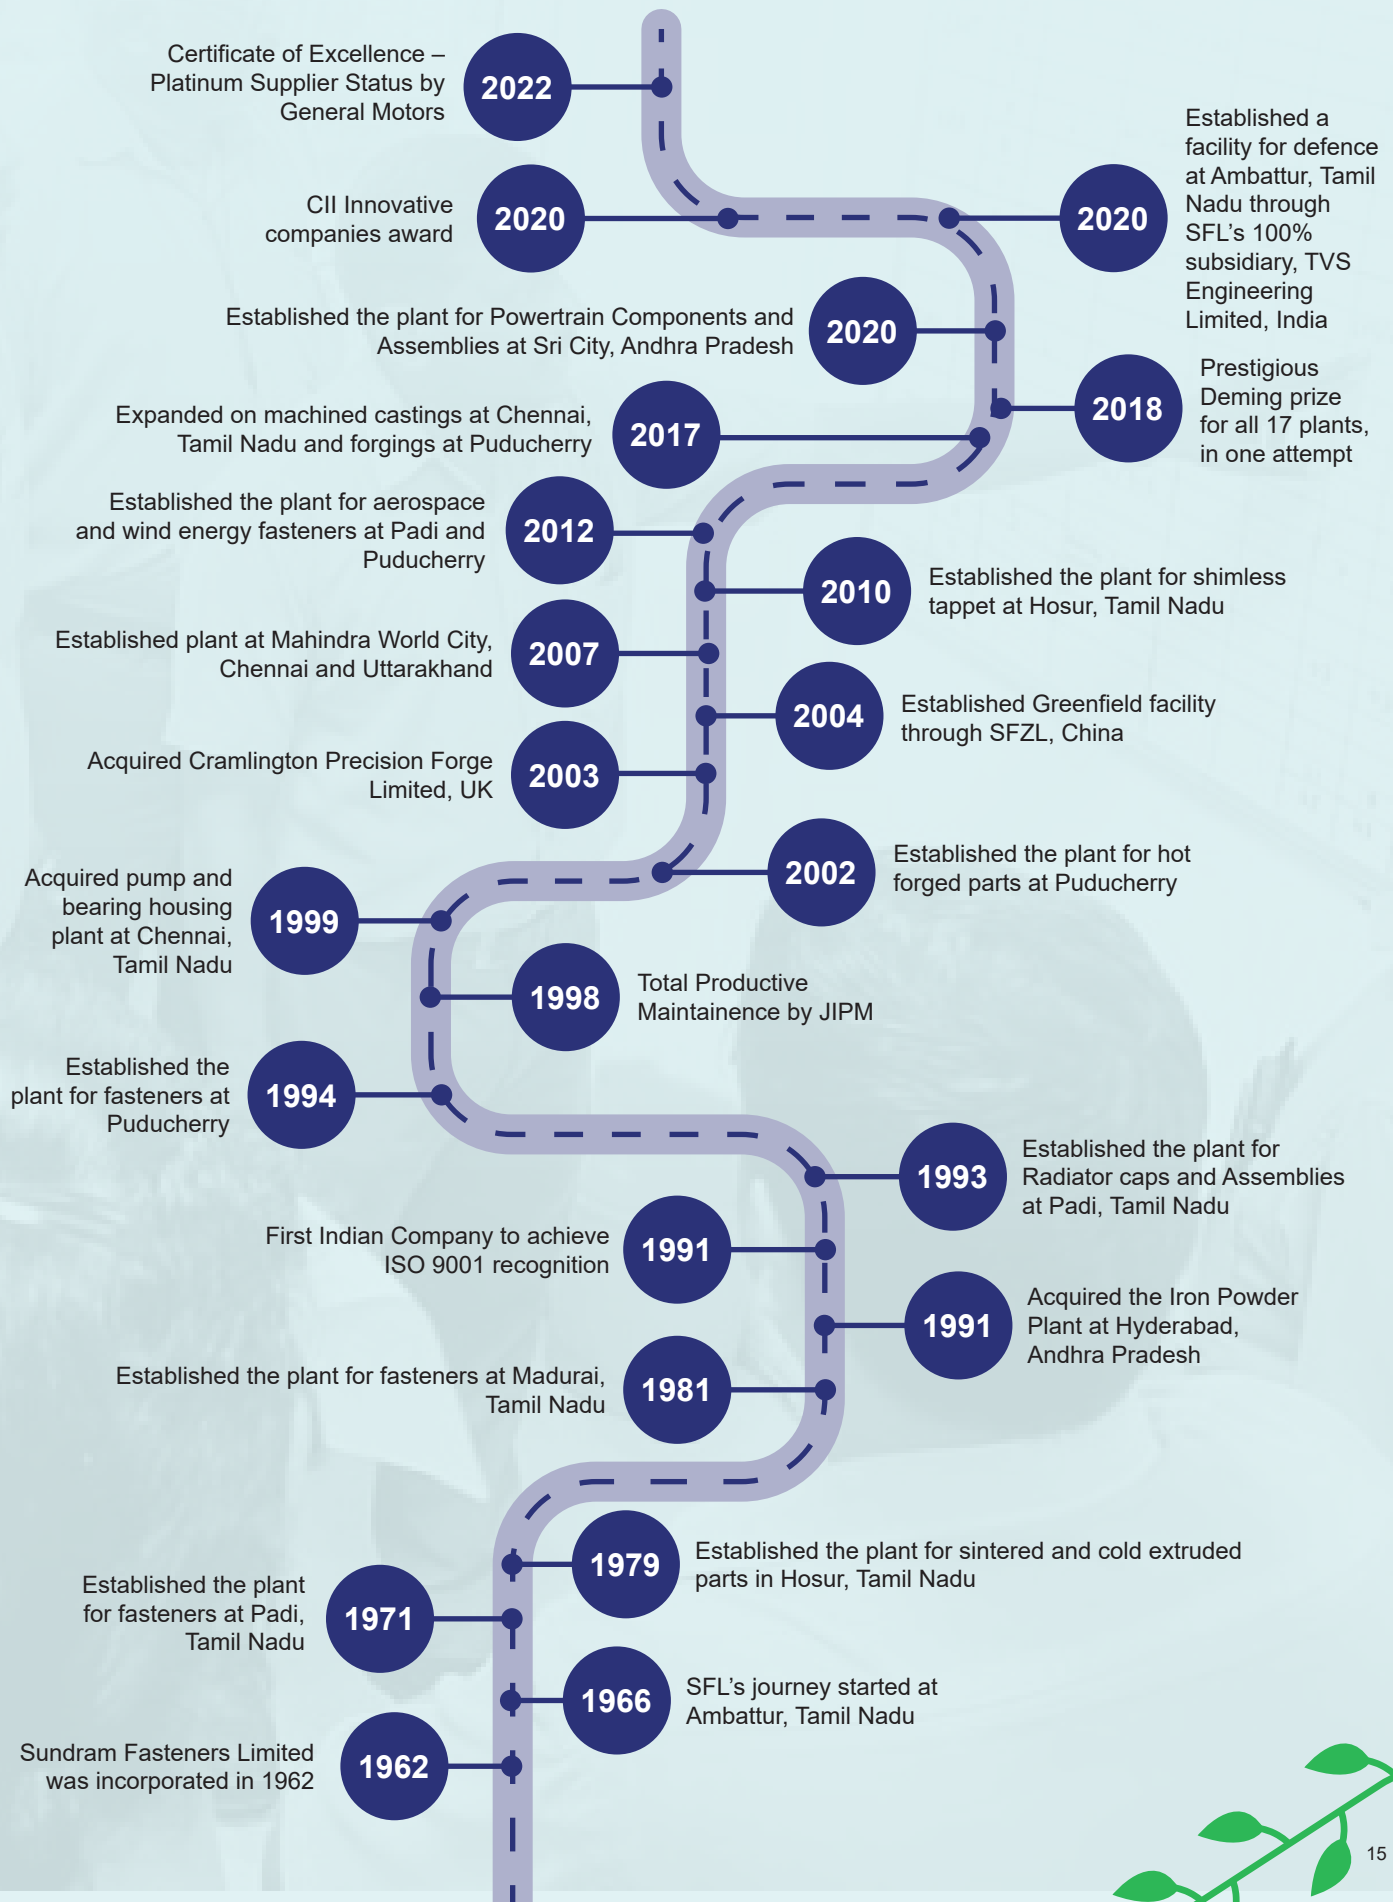 Certificate of Excellence –
Platinum Supplier Status by
General Motors
2022
CII Innovative
companies award
2020
2020
Established a
facility for defence
at Ambattur, Tamil
Nadu through
SFL’s 100%
subsidiary, TVS
Engineering
Limited, India
Established the plant for Powertrain Components and
Assemblies at Sri City, Andhra Pradesh
2020
2018
Prestigious
Deming prize
for all 17 plants,
in one attempt
Expanded on machined castings at Chennai,
Tamil Nadu and forgings at Puducherry
2017
Established the plant for aerospace
and wind energy fasteners at Padi and
Puducherry
2012
2010
Established the plant for shimless
tappet at Hosur, Tamil Nadu
Established plant at Mahindra World City,
Chennai and Uttarakhand
2007
2004
Established Greenfield facility
through SFZL, China
Acquired Cramlington Precision Forge
Limited, UK
2003
2002
Established the plant for hot
forged parts at Puducherry
Acquired pump and
bearing housing
plant at Chennai,
Tamil Nadu
1999
1998
Total Productive
Maintainence by JIPM
Established the
plant for fasteners at
Puducherry
1994
1993
Established the plant for
Radiator caps and Assemblies
at Padi, Tamil Nadu
First Indian Company to achieve
ISO 9001 recognition
1991
1991
Acquired the Iron Powder
Plant at Hyderabad,
Andhra Pradesh
Established the plant for fasteners at Madurai,
Tamil Nadu
1981
1979
Established the plant for sintered and cold extruded
parts in Hosur, Tamil Nadu
Established the plant
for fasteners at Padi,
Tamil Nadu
1971
1966
SFL’s journey started at
Ambattur, Tamil Nadu
Sundram Fasteners Limited
was incorporated in 1962
1962
15